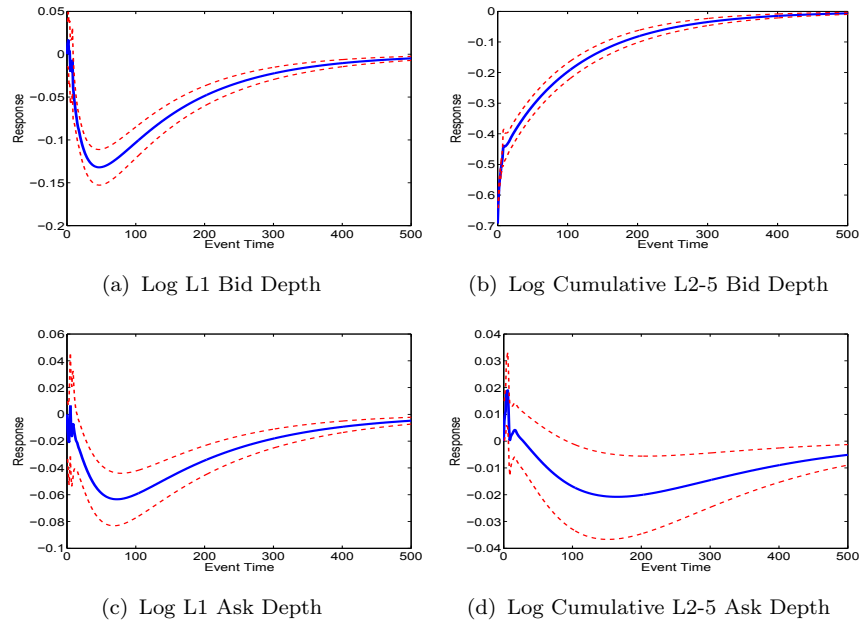 0.05
0
−0.05
−0.1
−0.15
−0.2
Response
0 100 200 300 400 500
Event Time
(a) Log L1 Bid Depth
0
−0.1
−0.2
−0.3
−0.4
−0.5
−0.6
−0.7
Response
0 100 200 300 400 500
Event Time
(b) Log Cumulative L2-5 Bid Depth
0.06
0.04
0.02
0
−0.02
−0.04
−0.06
−0.08
−0.1
Response
0 100 200 300 400 500
Event Time
(c) Log L1 Ask Depth
0.04
0.03
0.02
0.01
0
−0.01
−0.02
−0.03
−0.04
Response
0 100 200 300 400 500
Event Time
(d) Log Cumulative L2-5 Ask Depth